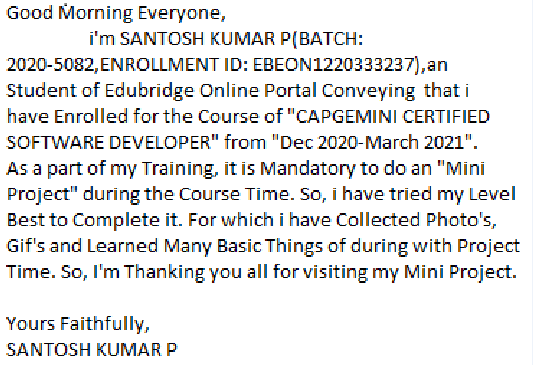 Good Morning Everyone,
i'm SANTOSH KUMAR P(BATCH:
2020-5082,ENROLLMENT ID: EBEON1220333237),an
Student of Edubridge Online Portal Conveying that i
have Enrolled for the Course of "CAPGEMINI CERTIFIED
SOFTWARE DEVELOPER" from "Dec 2020-March 2021".
As a part of my Training, it is Mandatory to do an "Mini
Project" during the Course Time. So, i have tried my Level
Best to Complete it. For which i have Collected Photo's,
Gif's and Learned Many Basic Things of during with Project
Time. So, I'm Thanking you all for visiting my Mini Project.
Yours Faithfully,
SANTOSH KUMAR P